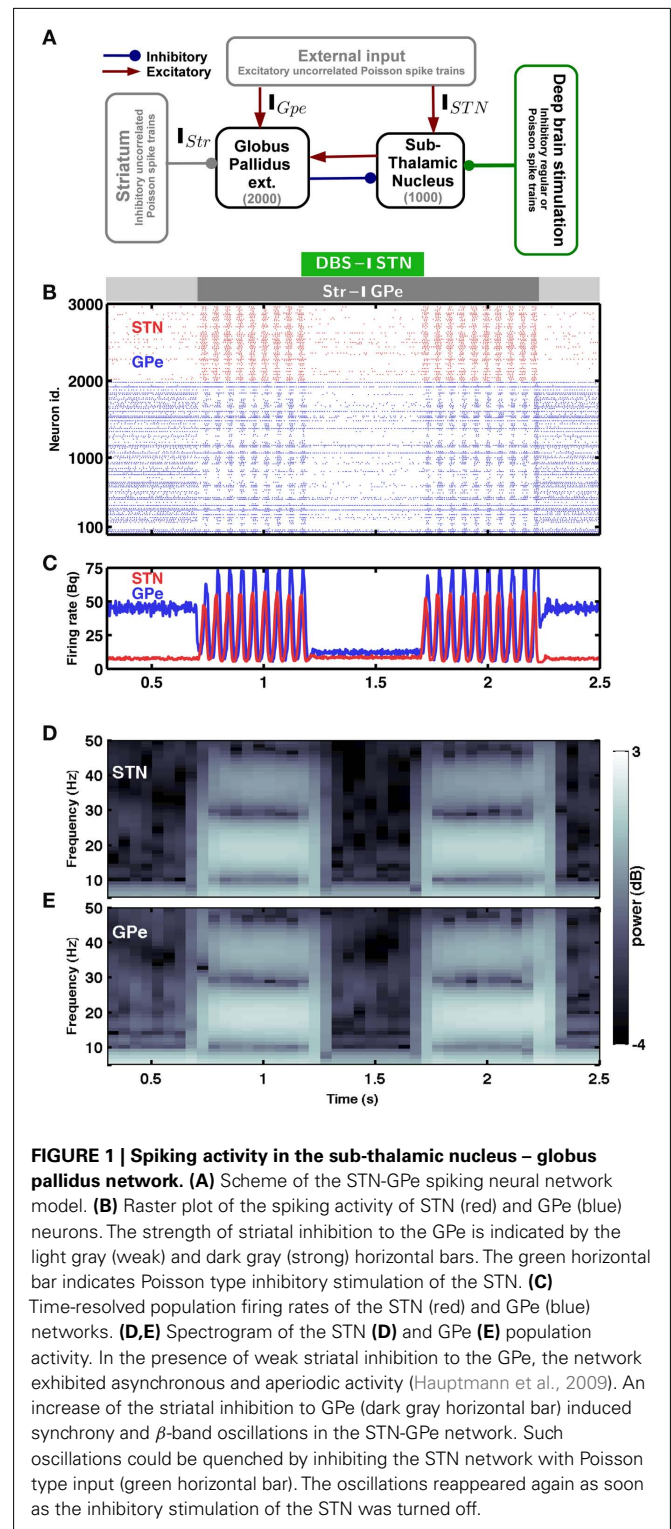 A
Inhibitory
Excitatory
External input
Excitatory uncorrelated Poisson spike trains
I Gpe
I STN
I Str
Striatum
Inhibitory uncorrelated
Poisson spike trains
Globus
Pallidus
ext.
(2000)
Sub-
Thalamic
Nucleus
(1000)
Deep brain stimulation
Inhibitory regular or
Poisson spike trains
DBS–I STN
Str–I GPe
B
3000
2000
1000
100
Neuron id.
STN
GPe
C
75
50
25
0
Firing rate (Bq)
STN
GPe
0.5 1 1.5 2 2.5
D
50
40
30
20
10
Frequency (Hz)
STN
E
50
40
30
20
10
Frequency (Hz)
GPe
3
-4
power (dB)
0.5 1 1.5 2 2.5
Time (s)
FIGURE 1 | Spiking activity in the sub-thalamic nucleus – globus
pallidus network. (A) Scheme of the STN-GPe spiking neural network
model. (B) Raster plot of the spiking activity of STN (red) and GPe (blue)
neurons. The strength of striatal inhibition to the GPe is indicated by the
light gray (weak) and dark gray (strong) horizontal bars. The green horizontal
bar indicates Poisson type inhibitory stimulation of the STN. (C)
Time-resolved population firing rates of the STN (red) and GPe (blue)
networks. (D,E) Spectrogram of the STN (D) and GPe (E) population
activity. In the presence of weak striatal inhibition to the GPe, the network
exhibited asynchronous and aperiodic activity (Hauptmann et al., 2009). An
increase of the striatal inhibition to GPe (dark gray horizontal bar) induced
synchrony and β-band oscillations in the STN-GPe network. Such
oscillations could be quenched by inhibiting the STN network with Poisson
type input (green horizontal bar). The oscillations reappeared again as soon
as the inhibitory stimulation of the STN was turned off.